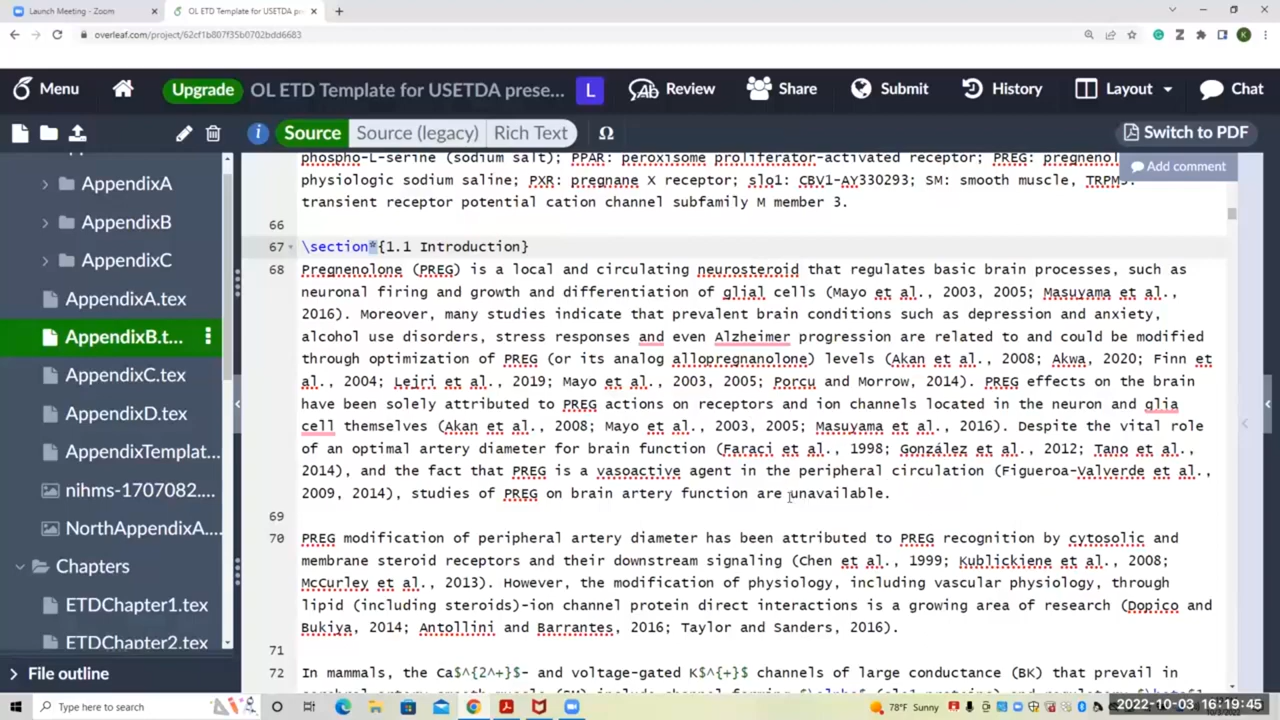 Launch Meeting - Zoom
OL ETD Template for USETDA pre
overleaf.com/project/62cf1b807f35b0702bdd6683
Menu
Upgrade
OL ETD Template for USETDA prese...
L
Review
Share
Submit
History
Layout
Chat
Source
Source (legacy)
Rich Text
Ω
Switch to PDF
Add comment
AppendixA
AppendixB
AppendixC
AppendixA.tex
AppendixB.t...
AppendixC.tex
AppendixD.tex
AppendixTemplat...
nihms-1707082....
NorthAppendixA....
Chapters
ETDChapter1.tex
ETDChapter2.tex
File outline
phospho-L-serine (sodium salt); PPAR: peroxisome proliferator-activated receptor; PREG:
physiologic sodium saline; PXR: pregnane X receptor; slo1: CBV1-AY330293; SM: smooth muscle,
transient receptor potential cation channel subfamily M member 3.
66
67 \section*{1.1 Introduction}
68 Pregnenolone (PREG) is a local and circulating neurosteroid that regulates basic brain processes, such as
neuronal firing and growth and differentiation of glial cells (Mayo et al., 2003, 2005; Masuyama et al.,
2016). Moreover, many studies indicate that prevalent brain conditions such as depression and anxiety,
alcohol use disorders, stress responses and even Alzheimer progression are related to and could be modified
through optimization of PREG (or its analog allopregnanolone) levels (Akan et al., 2008; Akwa, 2020; Finn et
al., 2004; Lejri et al., 2019; Mayo et al., 2003, 2005; Porcu and Morrow, 2014). PREG effects on the brain
have been solely attributed to PREG actions on receptors and ion channels located in the neuron and glia
cell themselves (Akan et al., 2008; Mayo et al., 2003, 2005; Masuyama et al., 2016). Despite the vital role
of an optimal artery diameter for brain function (Faraci et al., 1998; González et al., 2012; Tano et al.,
2014), and the fact that PREG is a vasoactive agent in the peripheral circulation (Figueroa-Valverde et al.,
2009, 2014), studies of PREG on brain artery function are unavailable.
69
70 PREG modification of peripheral artery diameter has been attributed to PREG recognition by cytosolic and
membrane steroid receptors and their downstream signaling (Chen et al., 1999; Kublickiene et al., 2008;
McCurley et al., 2013). However, the modification of physiology, including vascular physiology, through
lipid (including steroids)-ion channel protein direct interactions is a growing area of research (Dopico and
Bukiya, 2014; Antollini and Barrantes, 2016; Taylor and Sanders, 2016).
71
72 In mammals, the Ca$^{2^+}$- and voltage-gated K$^{+}$ channels of large conductance (BK) that prevail in
Type here to search
78°F Sunny
2022-10-03 16:19:45